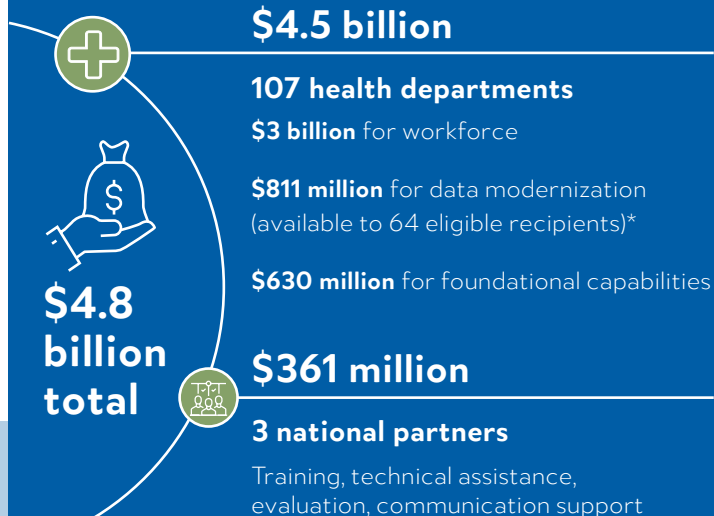 $4.5 billion
107 health departments
$3 billion for workforce
$811 million for data modernization
(available to 64 eligible recipients)*
$630 million for foundational capabilities
$
$4.8
billion
total
$361 million
3 national partners
Training, technical assistance,
evaluation, communication support